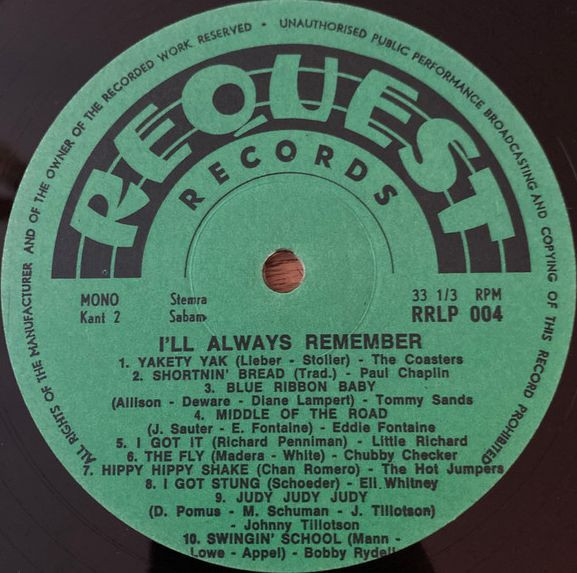 ALL RIGHTS OF THE MANUFACTURER AND OF THE OWNER OF THE RECORDED WORK RESERVED • UNAUTHORISED PUBLIC PERFORMANCE BROADCASTING AND COPYING OF THIS RECORD PROHIBITED
REQUEST
RECORDS
MONO Stemra 33 1/3 RPM
Kant 2 Sabam RRLP 004
I'LL ALWAYS REMEMBER
1. YAKETY YAK (Lieber - Stoller) - The Coasters
2. SHORTNIN' BREAD (Trad.) - Paul Chaplin
3. BLUE RIBBON BABY
(Allison - Deware - Diane Lampert) - Tommy Sands
4. MIDDLE OF THE ROAD
(J. Sauter - E. Fontaine) - Eddie Fontaine
5. I GOT IT (Richard Penniman) - Little Richard
6. THE FLY (Madera - White) - Chubby Checker
7. HIPPY HIPPY SHAKE (Chan Romero) - The Hot Jumpers
8. I GOT STUNG (Schoeder) - Eli Whitney
9. JUDY JUDY JUDY
(D. Pomus - M. Schuman - J. Tillotson)
- Johnny Tillotson
10. SWINGIN' SCHOOL (Mann -
Lowe - Appel) - Bobby Rydell